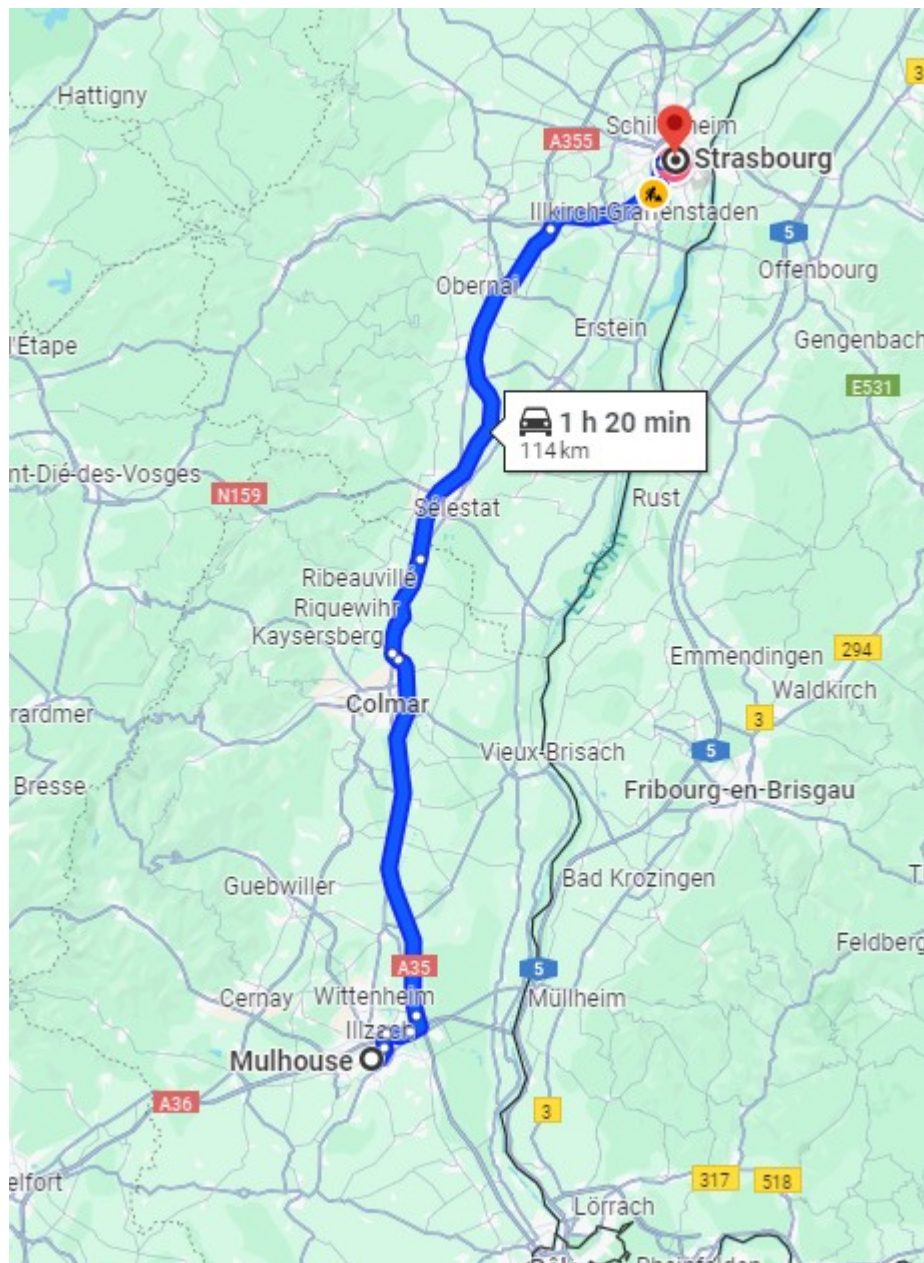 3
Hattigny
A355
Strasbourg
Illkirch-Graffenstaden
5
Offenbourg
Obernai
Erstein
l'Étape
Gengenbach
E531
1 h 20 min
114 km
nt-Dié-des-Vosges
N159
Sélestat
Rust
Le Rhin
Ribeauvillé
Riquewihr
Kaysersberg
Emmendingen
294
Waldkirch
rardmer
Colmar
3
5
Vieux-Brisach
Bresse
Fribourg-en-Brisgau
Guebwiller
Bad Krozingen
Feldberg
A35
5
Cernay
Wittenheim
Müllheim
Illzach
Mulhouse
A36
3
elfort
317
518
Lörrach